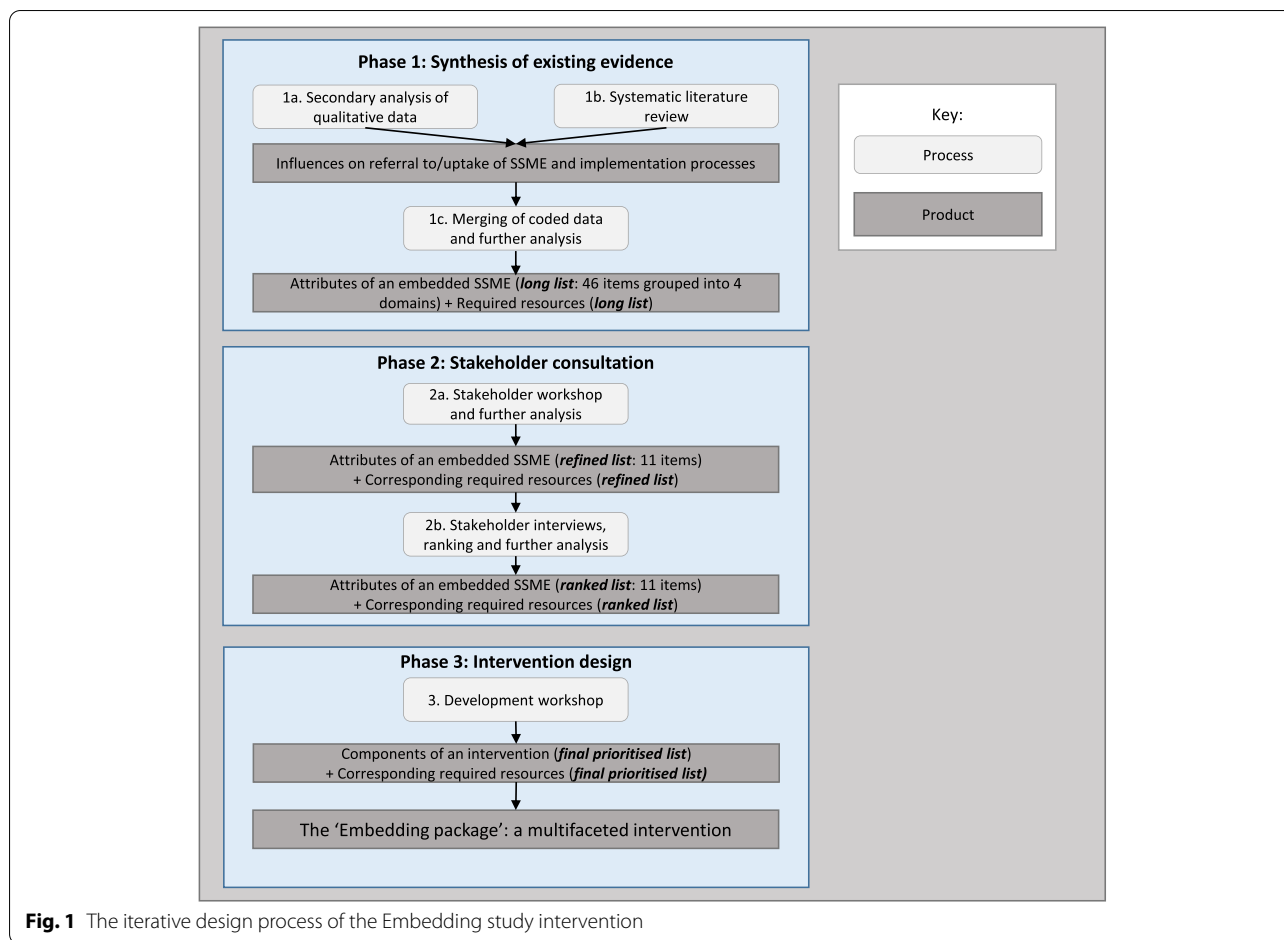 Phase 1: Synthesis of existing evidence
1a. Secondary analysis of
qualitative data
1b. Systematic literature
review
Influences on referral to/uptake of SSME and implementation processes
1c. Merging of coded data
and further analysis
Attributes of an embedded SSME (long list: 46 items grouped into 4
domains) + Required resources (long list)
Phase 2: Stakeholder consultation
2a. Stakeholder workshop
and further analysis
Attributes of an embedded SSME (refined list: 11 items)
+ Corresponding required resources (refined list)
2b. Stakeholder interviews,
ranking and further analysis
Attributes of an embedded SSME (ranked list: 11 items)
+ Corresponding required resources (ranked list)
Phase 3: Intervention design
3. Development workshop
Components of an intervention (final prioritised list)
+ Corresponding required resources (final prioritised list)
The ‘Embedding package’: a multifaceted intervention
Key:
Process
Product
Fig. 1 The iterative design process of the Embedding study intervention